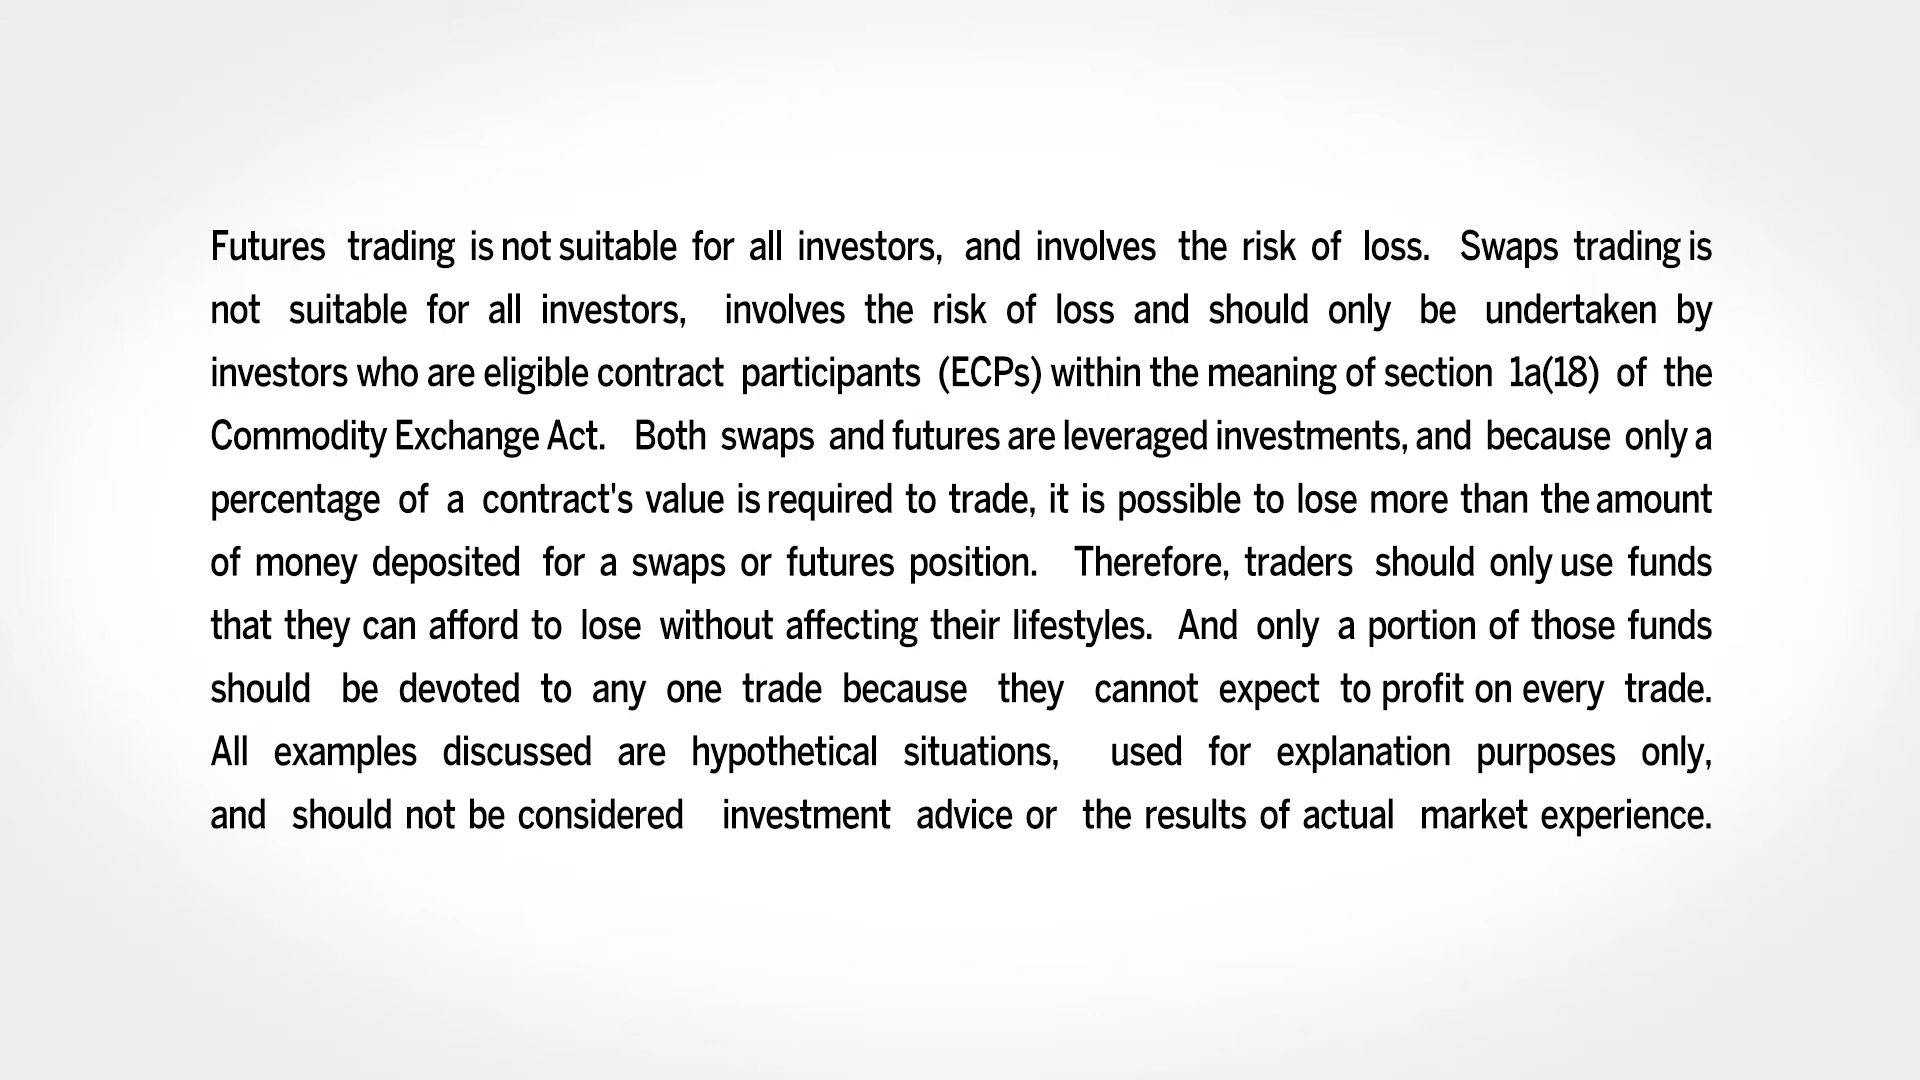 Futures trading is not suitable for all investors, and involves the risk of loss. Swaps trading is
not suitable for all investors, involves the risk of loss and should only be undertaken by
investors who are eligible contract participants (ECPs) within the meaning of section 1a(18) of the
Commodity Exchange Act. Both swaps and futures are leveraged investments, and because only a
percentage of a contract's value is required to trade, it is possible to lose more than the amount
of money deposited for a swaps or futures position. Therefore, traders should only use funds
that they can afford to lose without affecting their lifestyles. And only a portion of those funds
should be devoted to any one trade because they cannot expect to profit on every trade.
All examples discussed are hypothetical situations, used for explanation purposes only,
and should not be considered investment advice or the results of actual market experience.